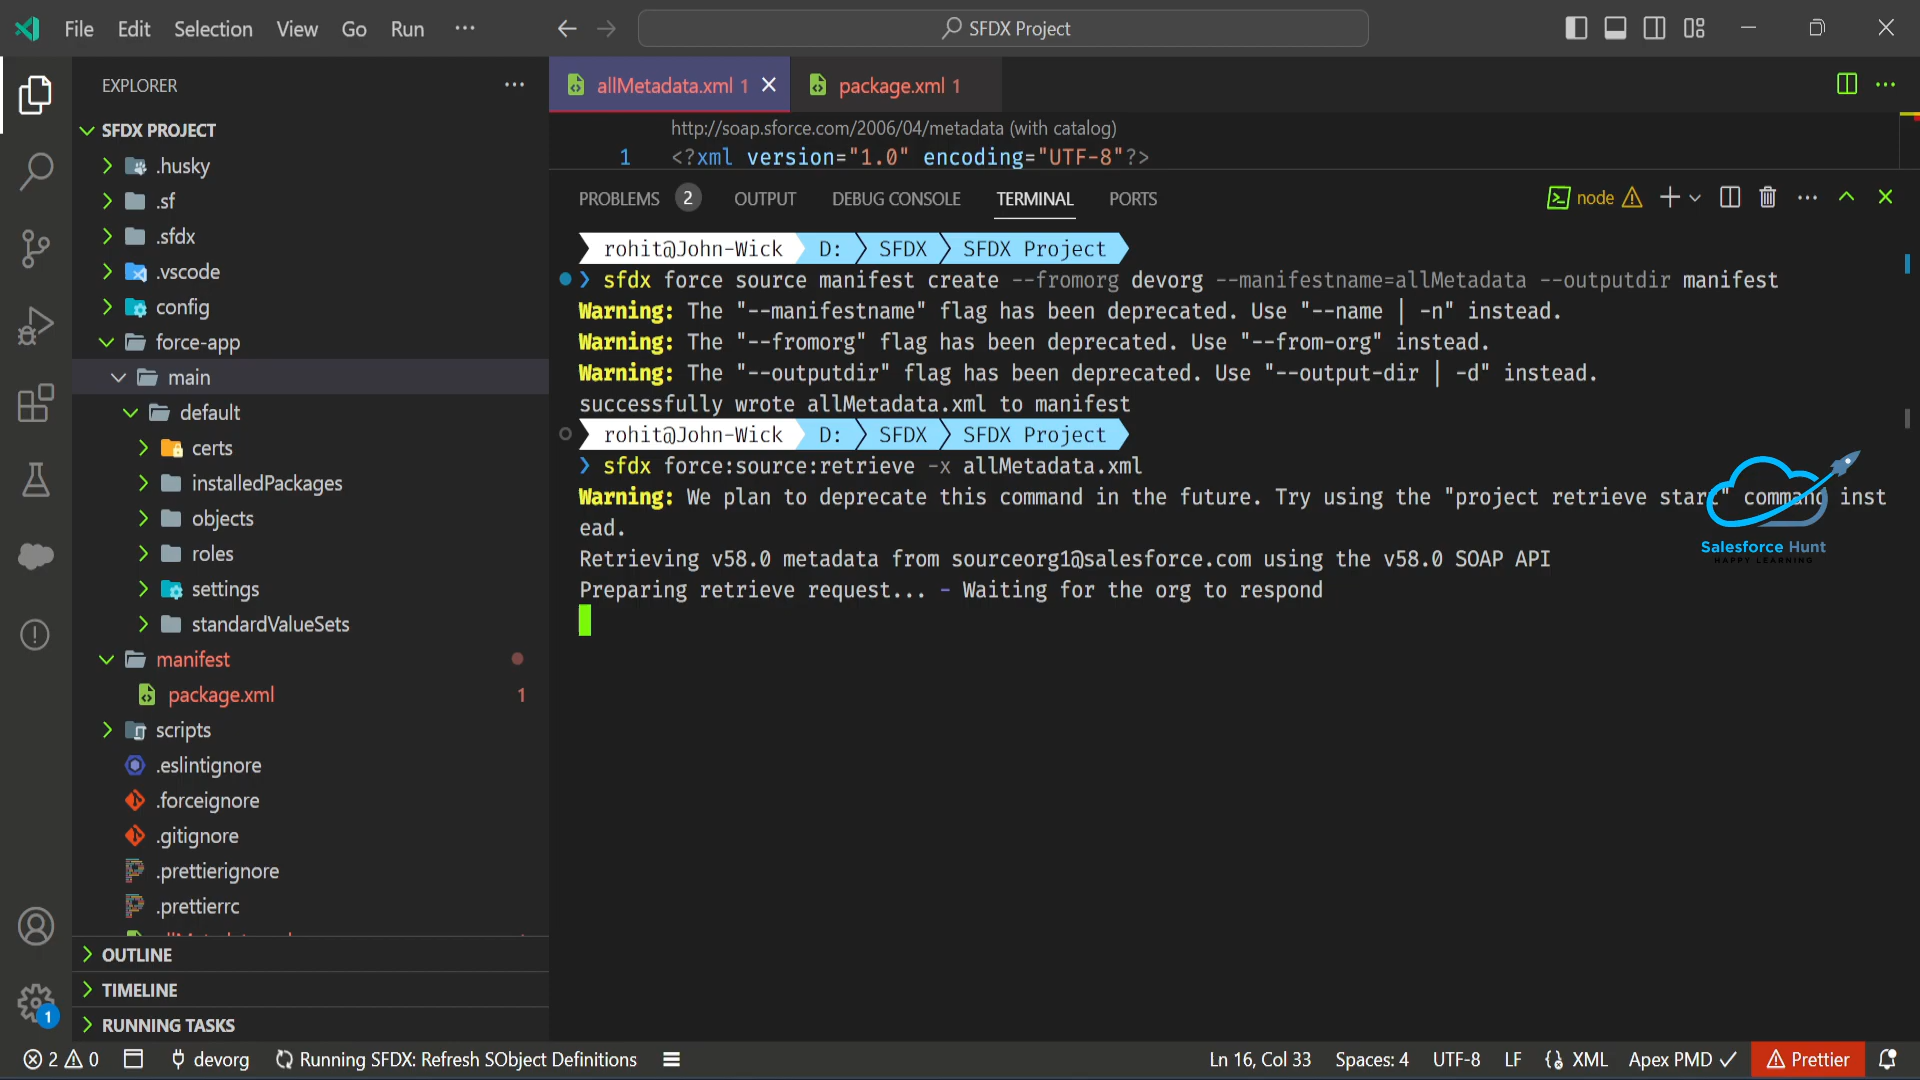 File Edit Selection View Go Run ···
SFDX Project
EXPLORER
SFDX PROJECT
.husky
.sf
.sfdx
.vscode
config
force-app
main
default
certs
installedPackages
objects
roles
settings
standardValueSets
manifest
package.xml 1
scripts
.eslintignore
.forceignore
.gitignore
.prettierignore
.prettierrc
OUTLINE
TIMELINE
RUNNING TASKS
1
allMetadata.xml 1
package.xml 1
http://soap.sforce.com/2006/04/metadata (with catalog)
1 <?xml version="1.0" encoding="UTF-8"?>
PROBLEMS 2 OUTPUT DEBUG CONSOLE TERMINAL PORTS
node
rohit@John-Wick D: SFDX SFDX Project
❯ sfdx force source manifest create --fromorg devorg --manifestname=allMetadata --outputdir manifest
Warning: The "--manifestname" flag has been deprecated. Use "--name | -n" instead.
Warning: The "--fromorg" flag has been deprecated. Use "--from-org" instead.
Warning: The "--outputdir" flag has been deprecated. Use "--output-dir | -d" instead.
successfully wrote allMetadata.xml to manifest
rohit@John-Wick D: SFDX SFDX Project
❯ sfdx force:source:retrieve -x allMetadata.xml
Warning: We plan to deprecate this command in the future. Try using the "project retrieve start" command inst
ead.
Retrieving v58.0 metadata from sourceorg1@salesforce.com using the v58.0 SOAP API
Preparing retrieve request... - Waiting for the org to respond
Salesforce Hunt
HAPPY LEARNING
2 0 devorg Running SFDX: Refresh SObject Definitions
Ln 16, Col 33 Spaces: 4 UTF-8 LF XML Apex PMD ✓ Prettier